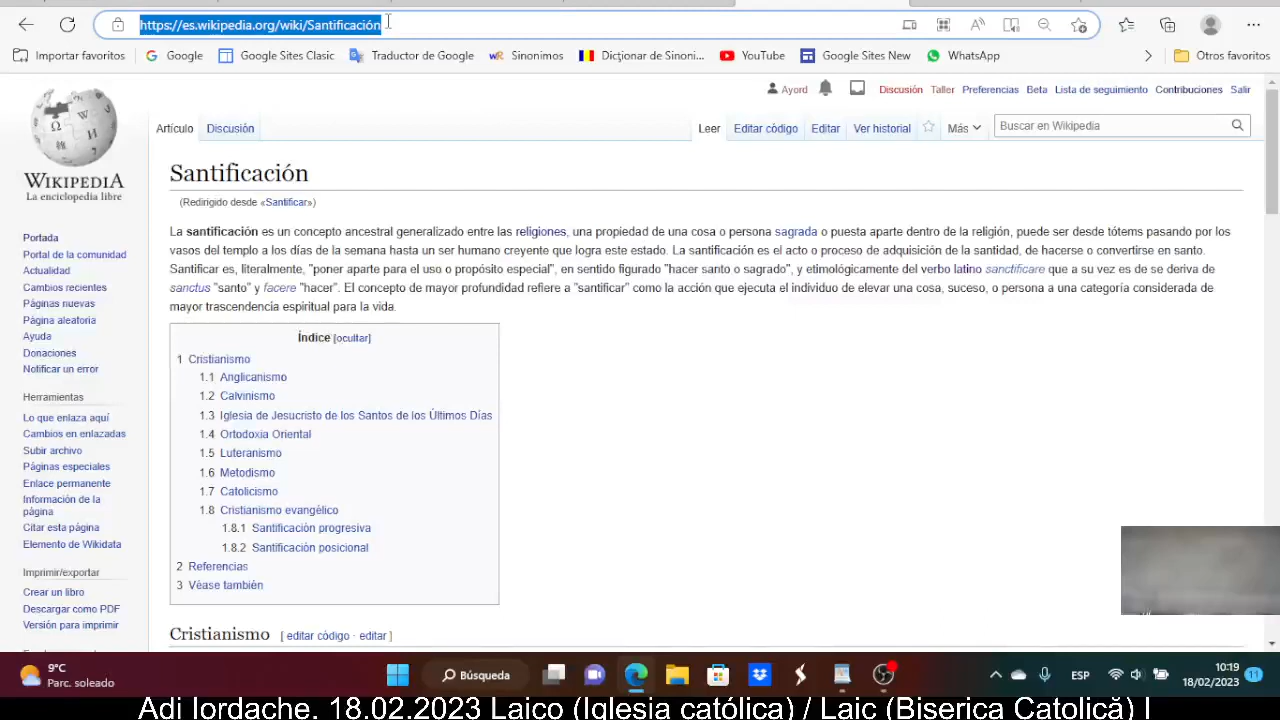 https://es.wikipedia.org/wiki/Santificación
Importar favoritos
Google
Google Sites Clasic
Traductor de Google
Sinonimos
Dicționar de Sinoni...
YouTube
Google Sites New
WhatsApp
Otros favoritos
Ayord
Discusión
Taller
Preferencias
Beta
Lista de seguimiento
Contribuciones
Salir
Artículo
Discusión
Leer
Editar código
Editar
Ver historial
Más
Buscar en Wikipedia
WIKIPEDIA
La enciclopedia libre
Portada
Portal de la comunidad
Actualidad
Cambios recientes
Páginas nuevas
Página aleatoria
Ayuda
Donaciones
Notificar un error
Herramientas
Lo que enlaza aquí
Cambios en enlazadas
Subir archivo
Páginas especiales
Enlace permanente
Información de la
página
Citar esta página
Elemento de Wikidata
Imprimir/exportar
Crear un libro
Descargar como PDF
Versión para imprimir
Santificación
(Redirigido desde «Santificar»)
La santificación es un concepto ancestral generalizado entre las religiones, una propiedad de una cosa o persona sagrada o puesta aparte dentro de la religión, puede ser desde tótems pasando por los
vasos del templo a los días de la semana hasta un ser humano creyente que logra este estado. La santificación es el acto o proceso de adquisición de la santidad, de hacerse o convertirse en santo.
Santificar es, literalmente, "poner aparte para el uso o propósito especial", en sentido figurado "hacer santo o sagrado", y etimológicamente del verbo latino sanctificare que a su vez es de se deriva de
sanctus "santo" y facere "hacer". El concepto de mayor profundidad refiere a "santificar" como la acción que ejecuta el individuo de elevar una cosa, suceso, o persona a una categoría considerada de
mayor trascendencia espiritual para la vida.
Índice [ocultar]
1 Cristianismo
1.1 Anglicanismo
1.2 Calvinismo
1.3 Iglesia de Jesucristo de los Santos de los Últimos Días
1.4 Ortodoxia Oriental
1.5 Luteranismo
1.6 Metodismo
1.7 Catolicismo
1.8 Cristianismo evangélico
1.8.1 Santificación progresiva
1.8.2 Santificación posicional
2 Referencias
3 Véase también
Cristianismo [ editar código · editar ]
9°C
Parc. soleado
Búsqueda
ESP
10:19
18/02/2023
11
Adi Iordache. 18.02.2023 Laico (Iglesia católica) / Laic (Biserica Catolică) I